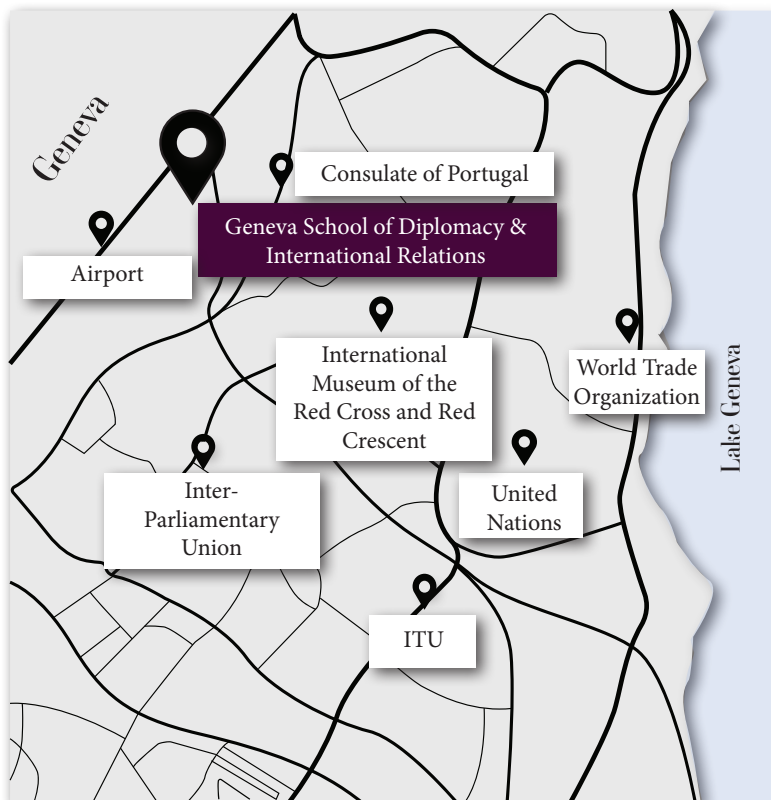 Geneva
Consulate of Portugal
Geneva School of Diplomacy &
International Relations
Airport
International
Museum of the
Red Cross and Red
Crescent
World Trade
Organization
Lake Geneva
Inter-
Parliamentary
Union
United
Nations
ITU